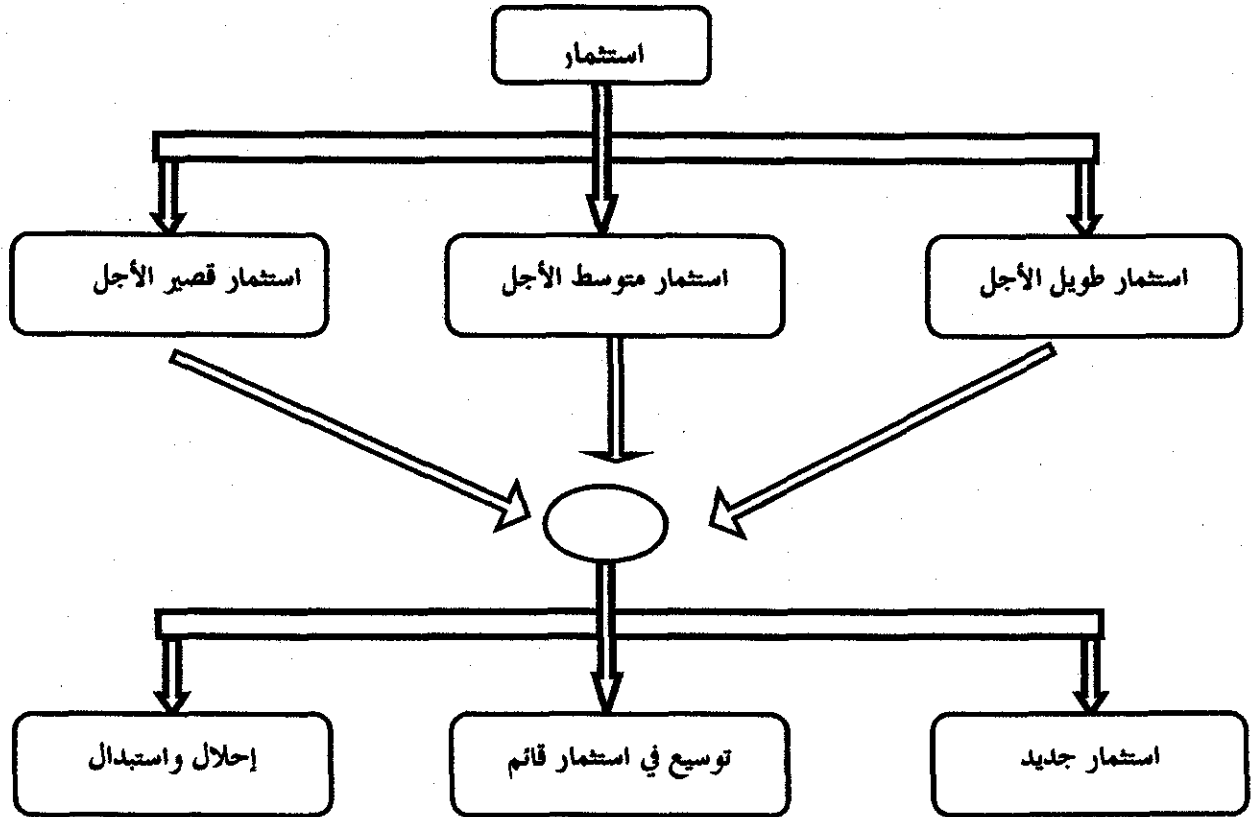 استثمار
استثمار طويل الأجل
استثمار متوسط الأجل
استثمار قصير الأجل
استثمار جديد
توسيع في استثمار قائم
إحلال واستبدال